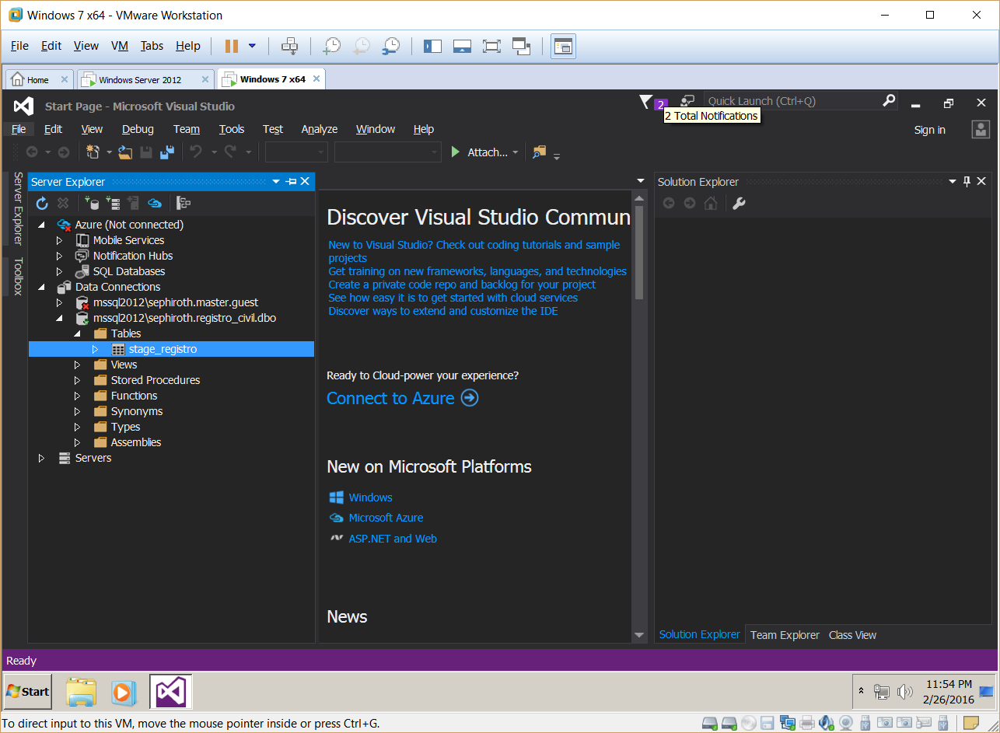 Windows 7 x64 - VMware Workstation
File Edit View VM Tabs Help
Home Windows Server 2012 Windows 7 x64
Start Page - Microsoft Visual Studio 2 Quick Launch (Ctrl+Q)
2 Total Notifications
File Edit View Debug Team Tools Test Analyze Window Help Sign in
Attach...
Server Explorer
Toolbox
Server Explorer
Azure (Not connected)
Mobile Services
Notification Hubs
SQL Databases
Data Connections
mssql2012\sephiroth.master.guest
mssql2012\sephiroth.registro_civil.dbo
Tables
stage_registro
Views
Stored Procedures
Functions
Synonyms
Types
Assemblies
Servers
Discover Visual Studio Commun
New to Visual Studio? Check out coding tutorials and sample
projects
Get training on new frameworks, languages, and technologies
Create a private code repo and backlog for your project
See how easy it is to get started with cloud services
Discover ways to extend and customize the IDE
Ready to Cloud-power your experience?
Connect to Azure
New on Microsoft Platforms
Windows
Microsoft Azure
ASP.NET and Web
News
Solution Explorer
Solution Explorer Team Explorer Class View
Ready
Start
11:54 PM
2/26/2016
To direct input to this VM, move the mouse pointer inside or press Ctrl+G.